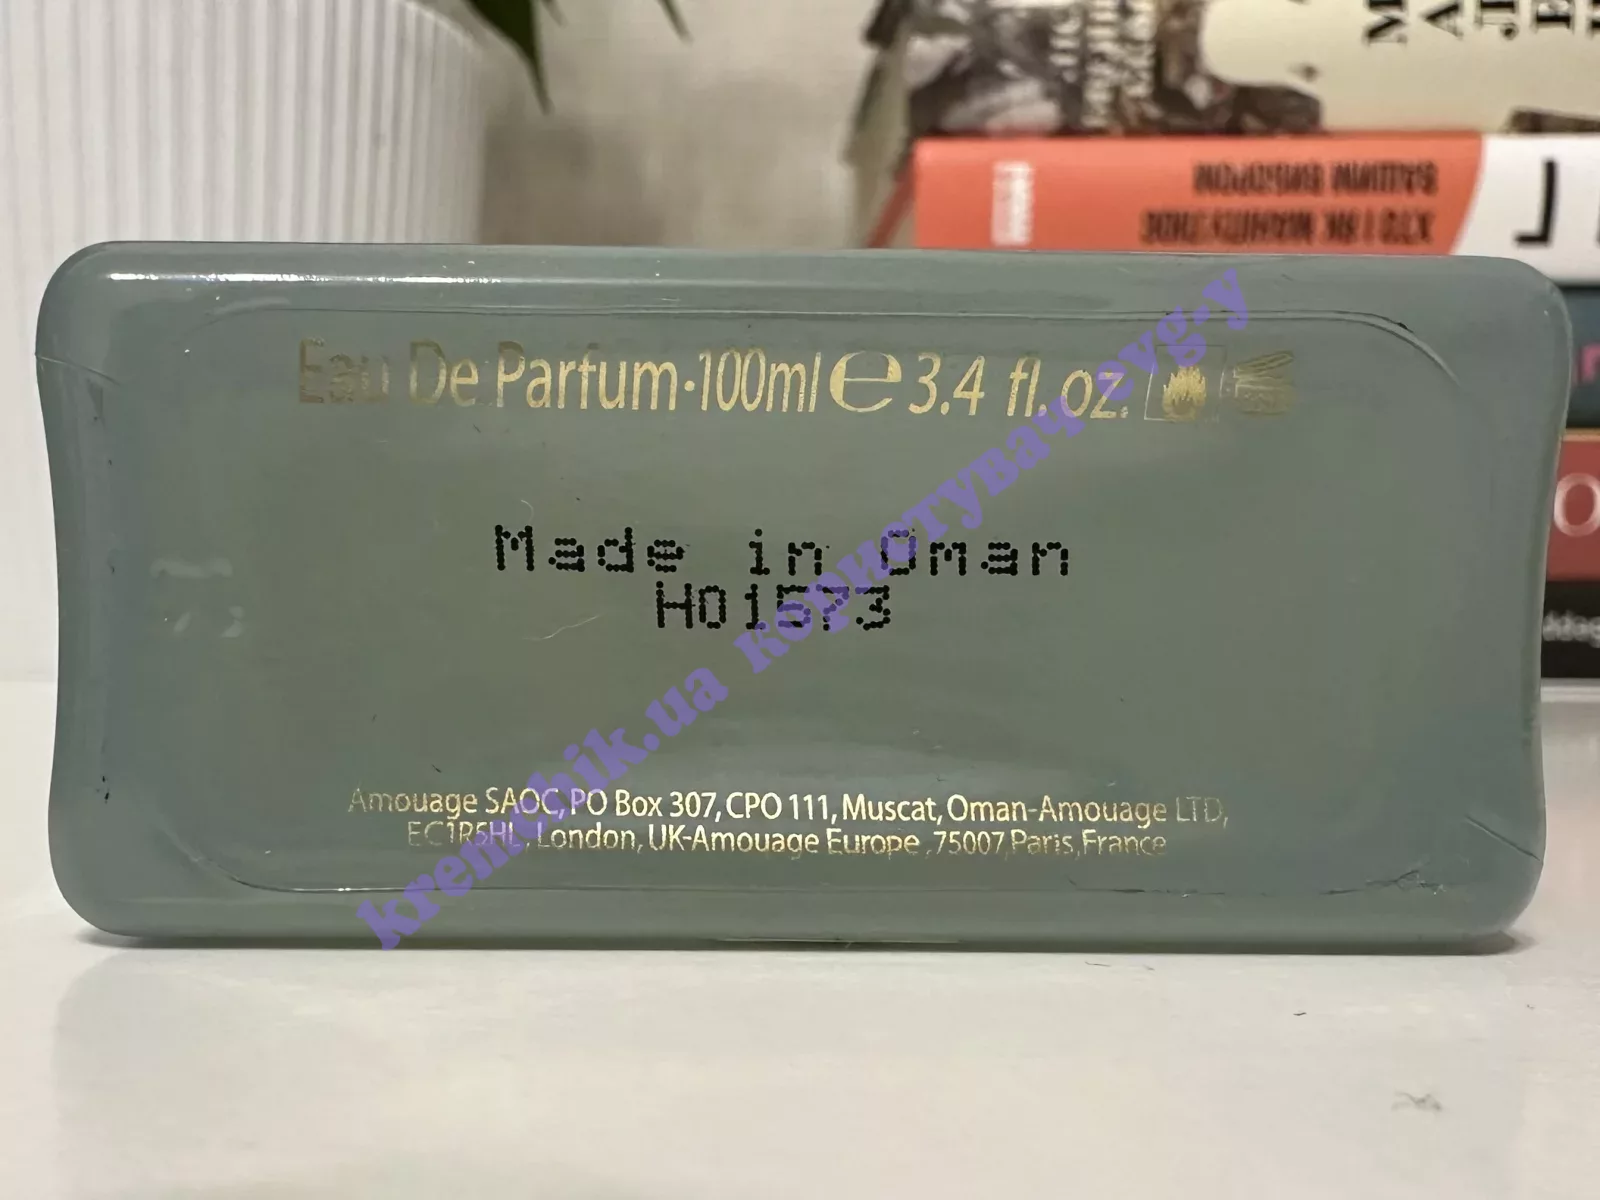 Eau De Parfum·100ml e 3.4 fl. oz.
Made in Oman
H01573
Amouage SAOC, PO Box 307, CPO 111, Muscat, Oman-Amouage LTD,
EC1R5HL, London, UK-Amouage Europe ,75007,Paris,France
kremchik.ua користувач evg-y